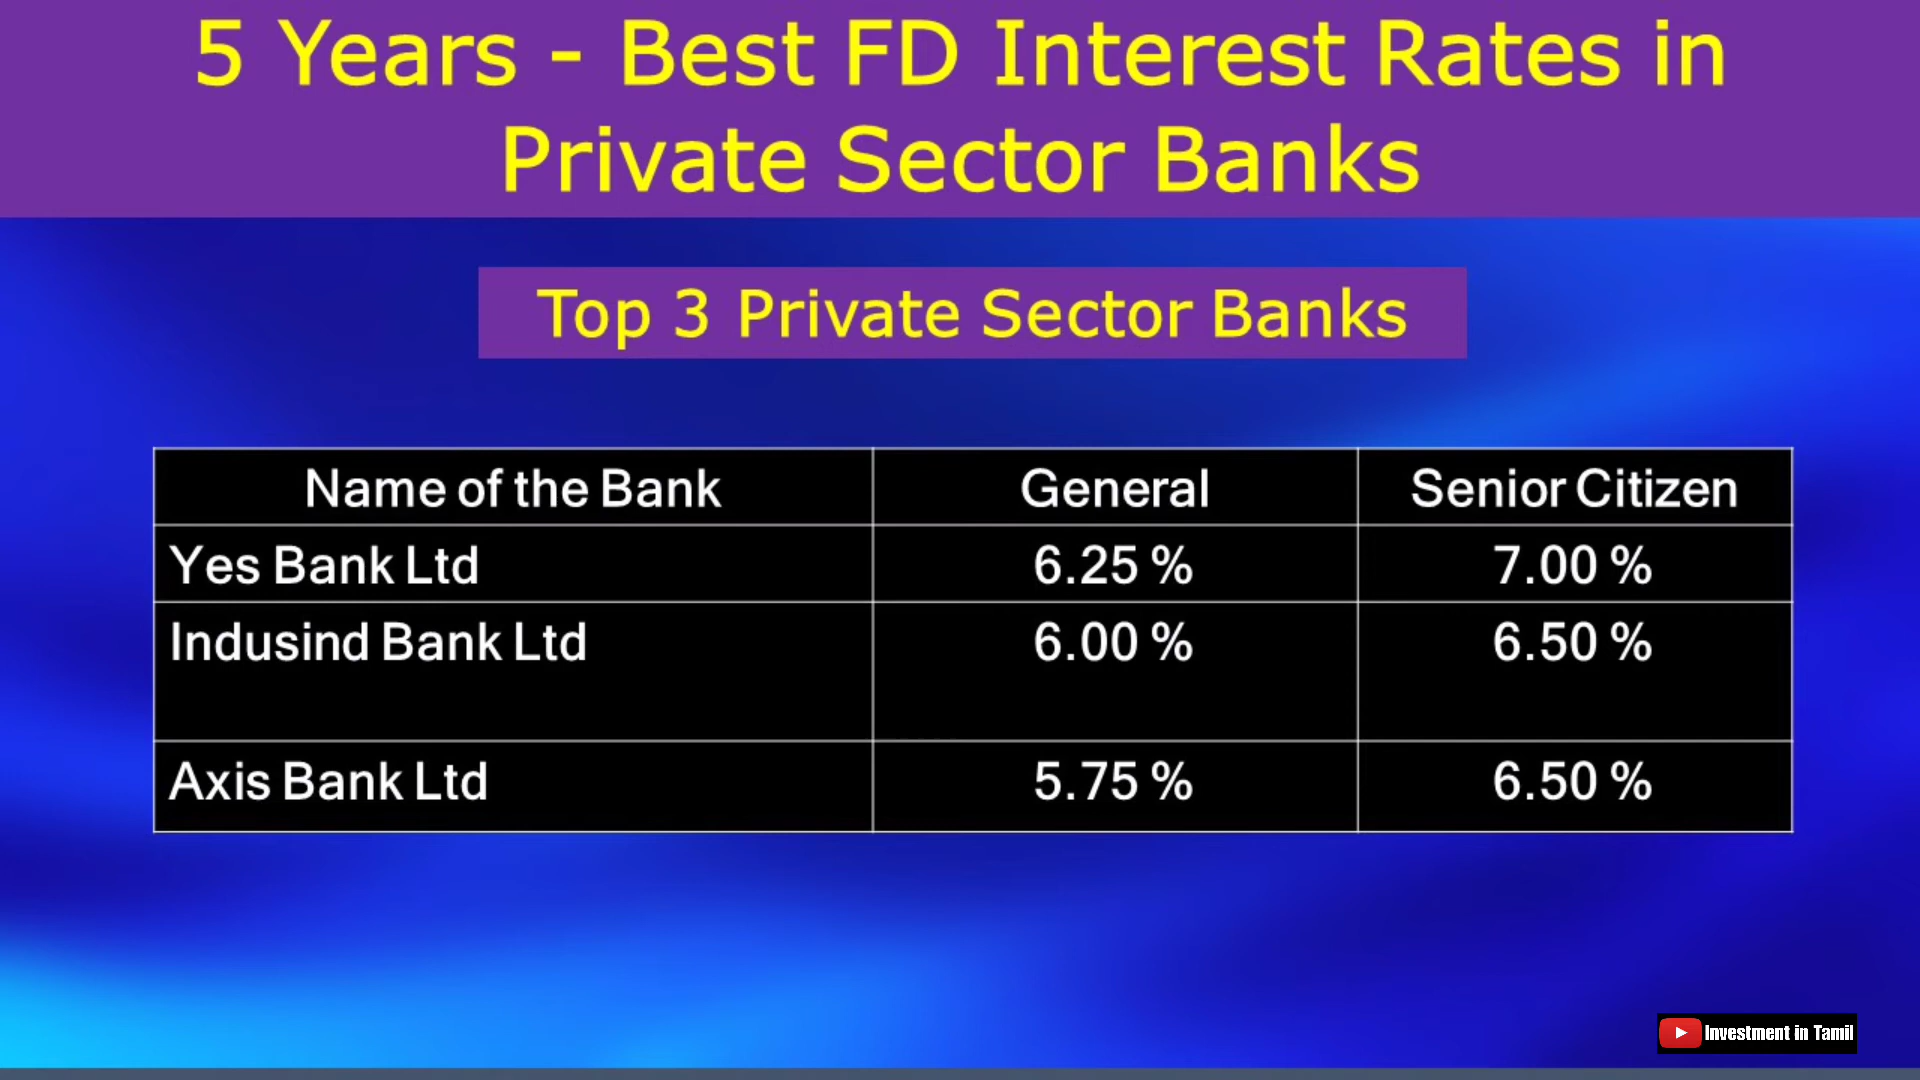 5 Years - Best FD Interest Rates in
Private Sector Banks
Top 3 Private Sector Banks
Name of the Bank General Senior Citizen
Yes Bank Ltd 6.25 % 7.00 %
Indusind Bank Ltd 6.00 % 6.50 %
Axis Bank Ltd 5.75 % 6.50 %
Investment in Tamil